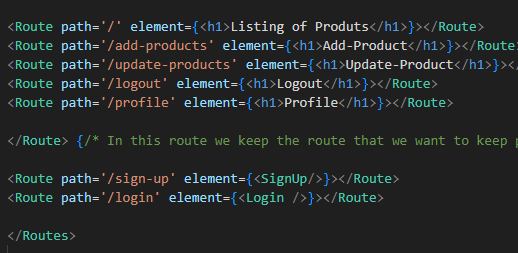 <Route path='/' element={<h1>Listing of Produts</h1>}></Route>
<Route path='/add-products' element={<h1>Add-Product</h1>}></Route
<Route path='/update-products' element={<h1>Update-Product</h1>}></
<Route path='/logout' element={<h1>Logout</h1>}></Route>
<Route path='/profile' element={<h1>Profile</h1>}></Route>
</Route> {/* In this route we keep the route that we want to keep
<Route path='/sign-up' element={<SignUp/>}></Route>
<Route path='/login' element={<Login />}></Route>
</Routes>